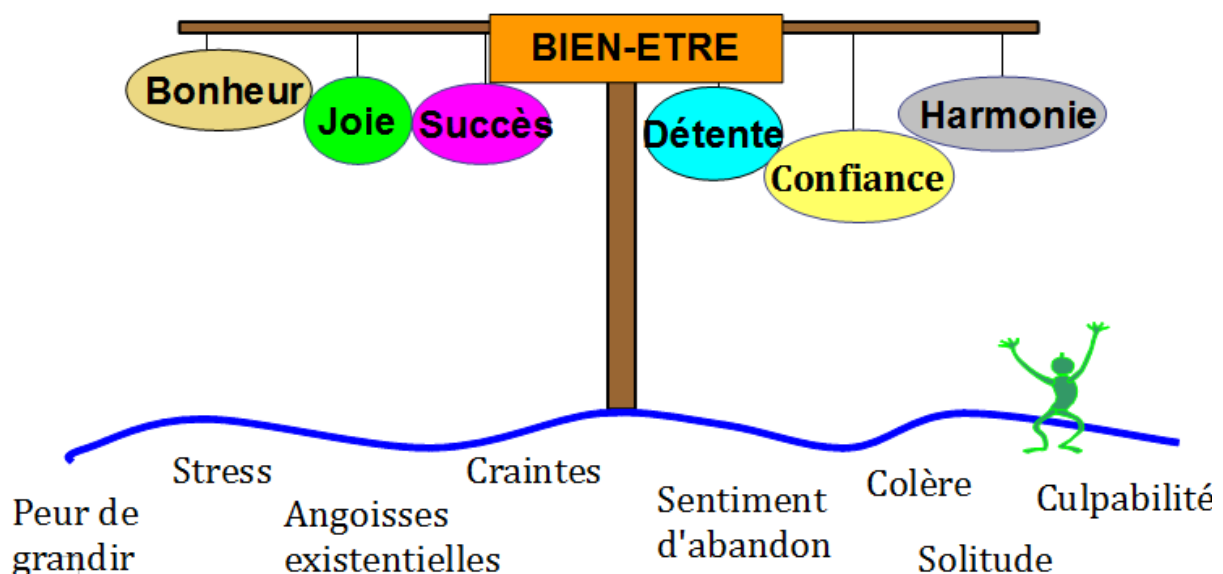 BIEN-ETRE
Bonheur
Joie
Succès
Détente
Confiance
Harmonie
Stress
Craintes
Colère
Peur de
grandir
Angoisses
existentielles
Sentiment
d'abandon
Culpabilité
Solitude